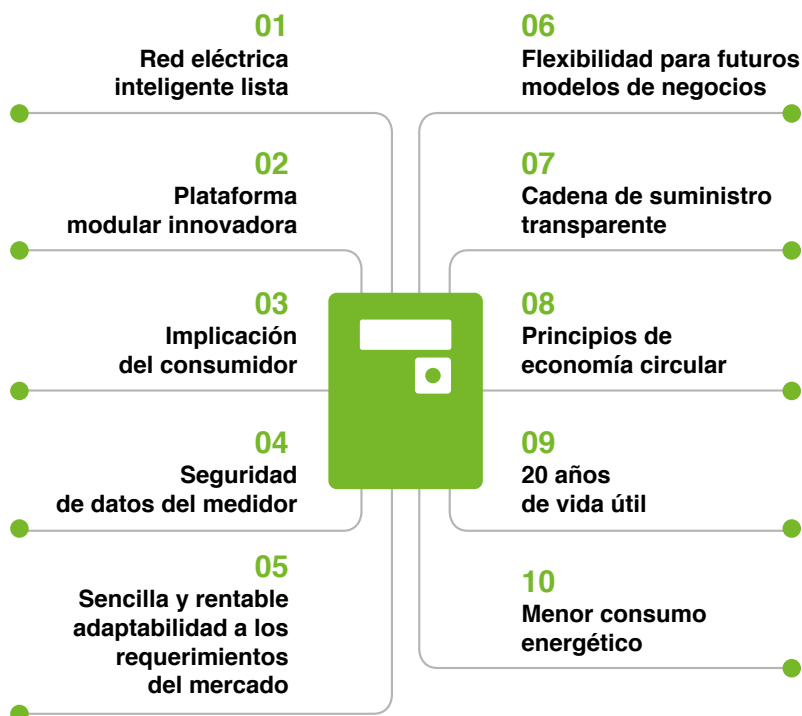 01
Red eléctrica
inteligente lista
02
Plataforma
modular innovadora
03
Implicación
del consumidor
04
Seguridad
de datos del medidor
05
Sencilla y rentable
adaptabilidad a los
requerimientos
del mercado
06
Flexibilidad para futuros
modelos de negocios
07
Cadena de suministro
transparente
08
Principios de
economía circular
09
20 años
de vida útil
10
Menor consumo
energético